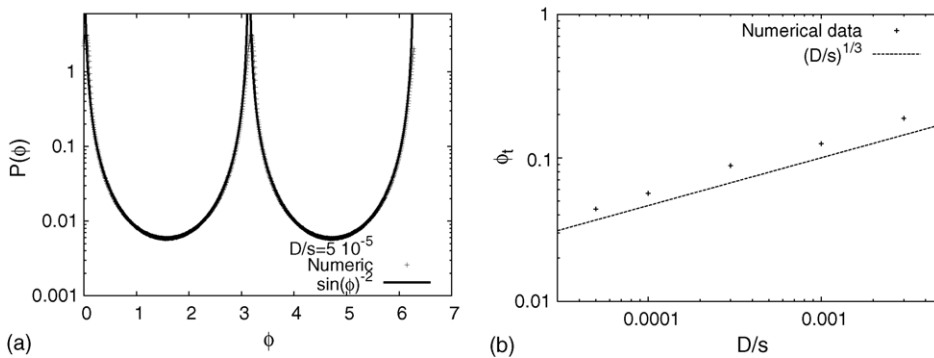 1
0.1
0.01
0.001
P(ϕ)
D/s=5 10^-5
Numeric
sin(ϕ)^-2
0 1 2 3 4 5 6 7
ϕ
(a)
1
0.1
0.01
ϕt
Numerical data
(D/s)^1/3
0.0001 0.001
D/s
(b)